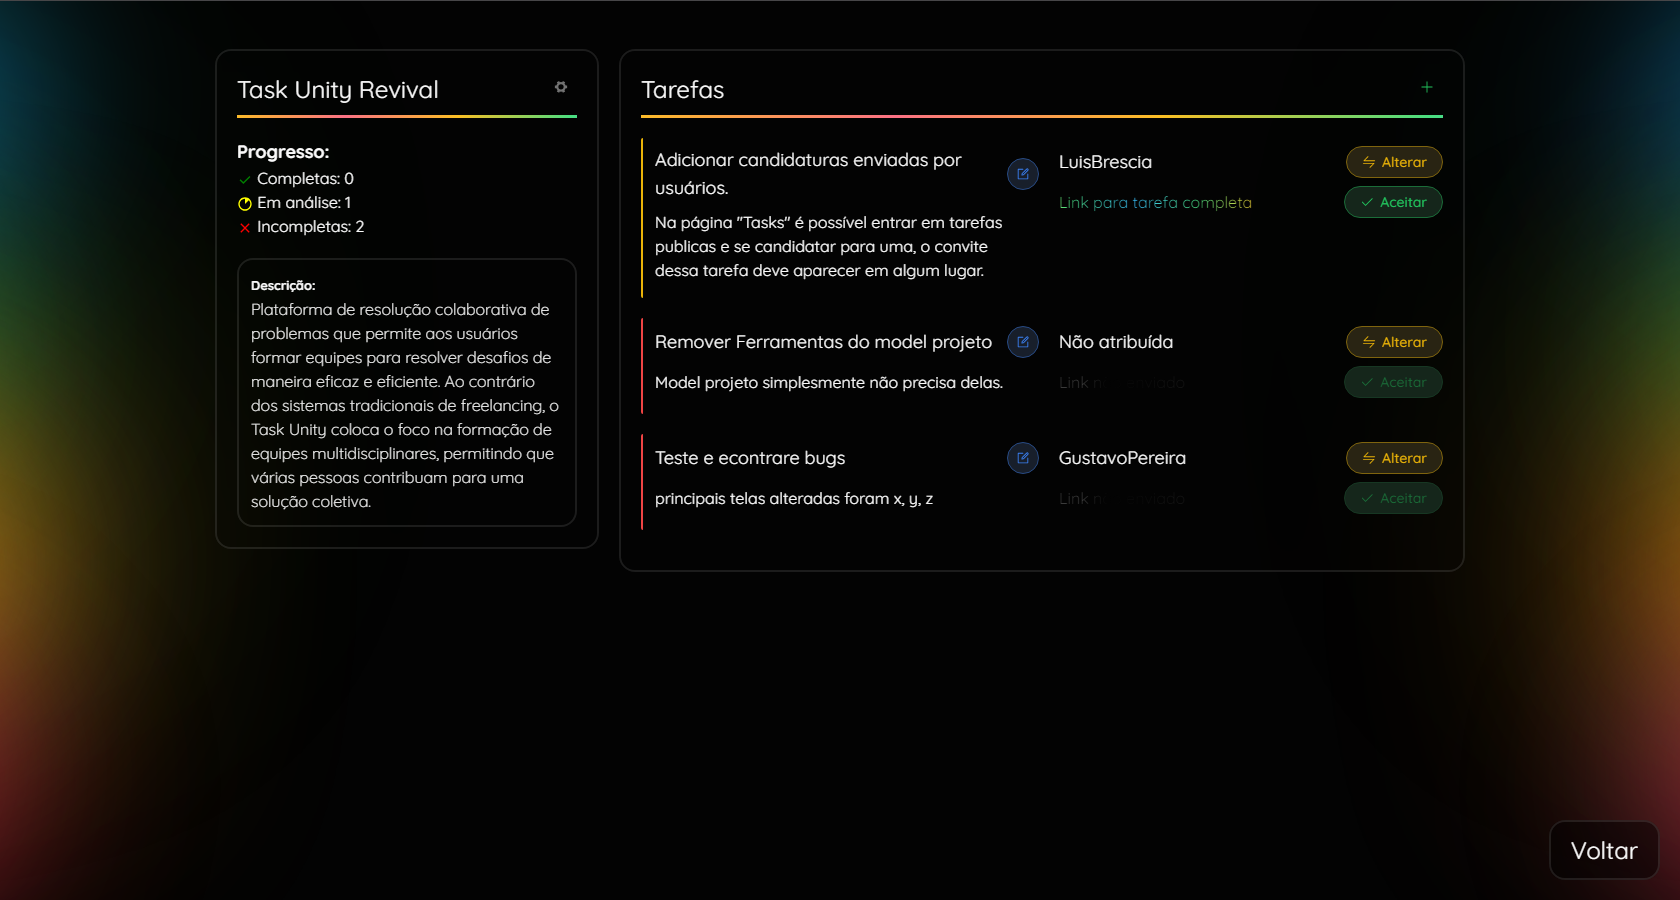 Task Unity Revival
Progresso:
Completas: 0
Em análise: 1
Incompletas: 2
Descrição:
Plataforma de resolução colaborativa de
problemas que permite aos usuários
formar equipes para resolver desafios de
maneira eficaz e eficiente. Ao contrário
dos sistemas tradicionais de freelancing, o
Task Unity coloca o foco na formação de
equipes multidisciplinares, permitindo que
várias pessoas contribuam para uma
solução coletiva.
Tarefas
Adicionar candidaturas enviadas por
usuários.
Na página "Tasks" é possível entrar em tarefas
publicas e se candidatar para uma, o convite
dessa tarefa deve aparecer em algum lugar.
LuisBrescia
Link para tarefa completa
Alterar
Aceitar
Remover Ferramentas do model projeto
Model projeto simplesmente não precisa delas.
Não atribuída
Link
Alterar
Aceitar
Teste e econtrare bugs
principais telas alteradas foram x, y, z
GustavoPereira
Link
Alterar
Aceitar
Voltar